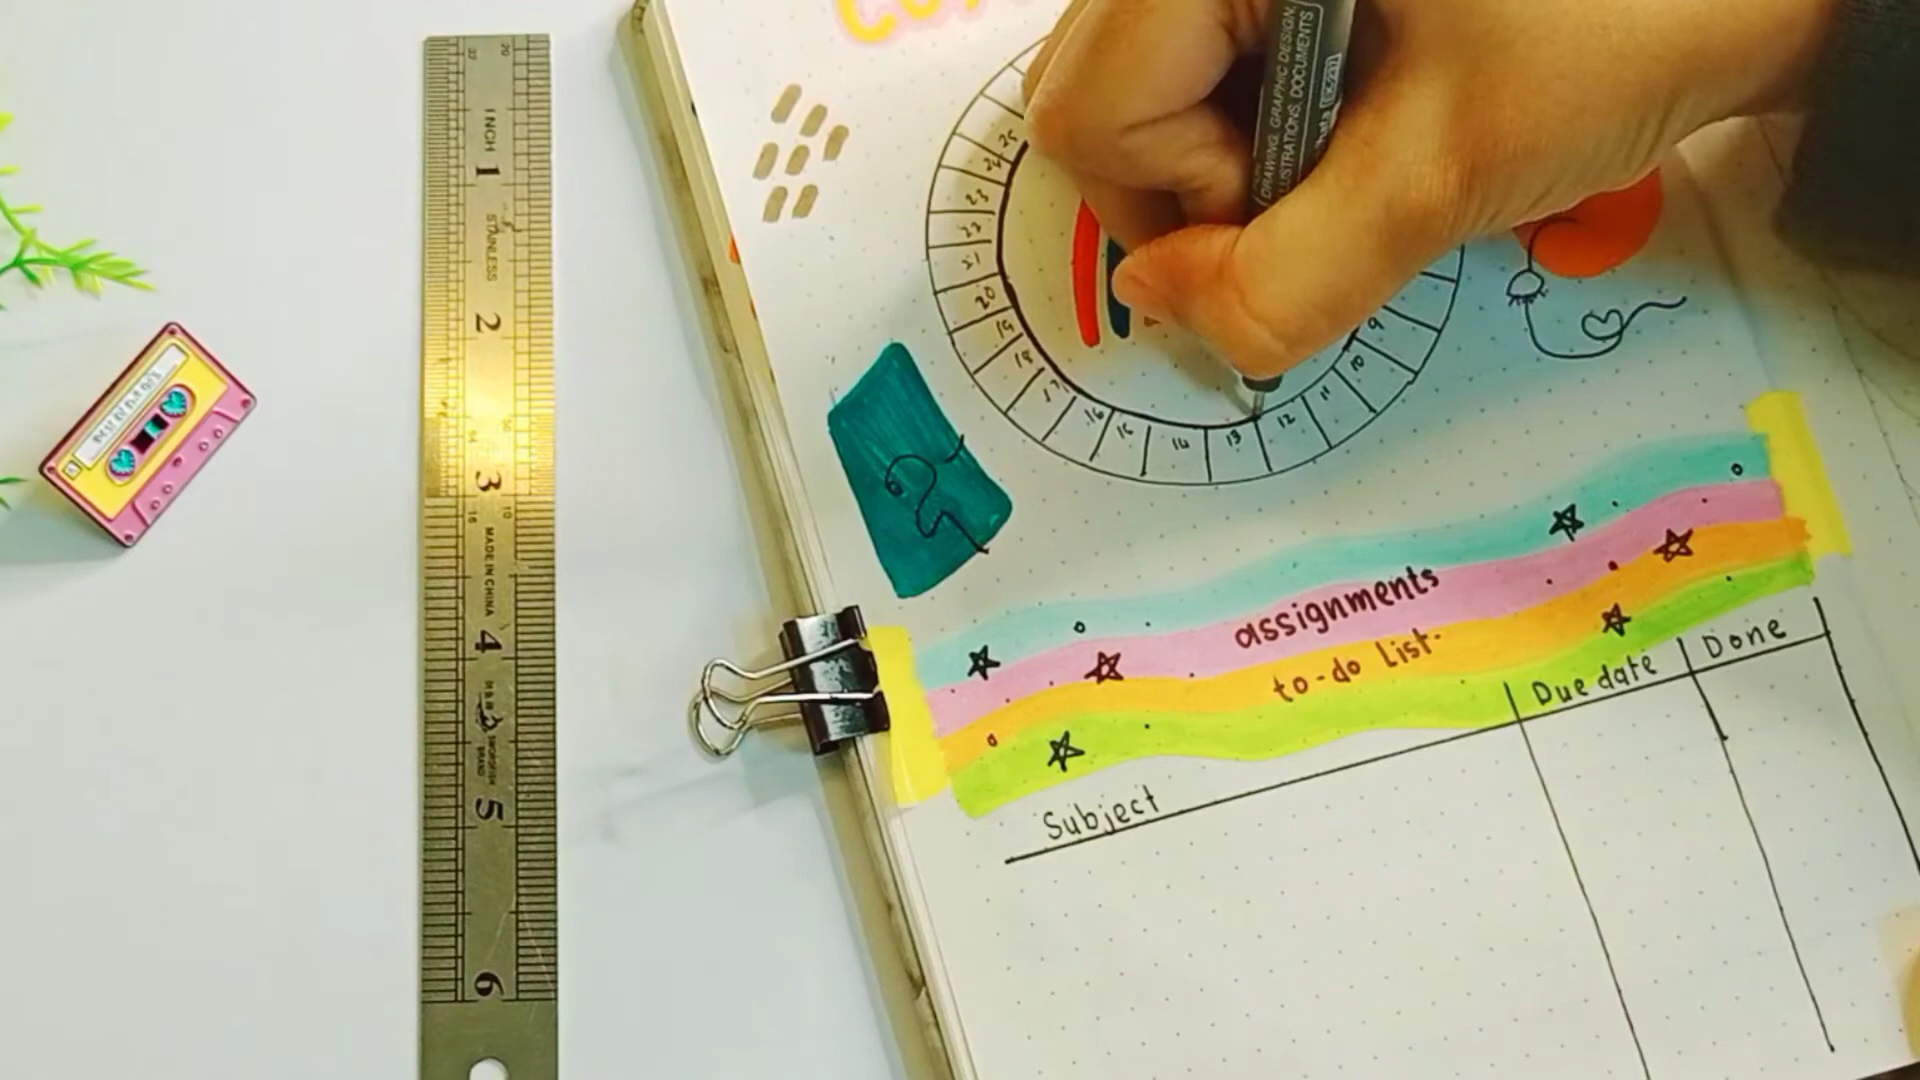 INCH
1
STAINLESS
2
3
MADE IN CHINA
4
BRAND
5
6
DRAWING, GRAPHIC DESIGN,
ILLUSTRATIONS, DOCUMENTS
25
24
23
22
21
20
19
18
17
16
15
14
13
12
11
10
9
assignments
to-do list.
Subject
Due date
Done